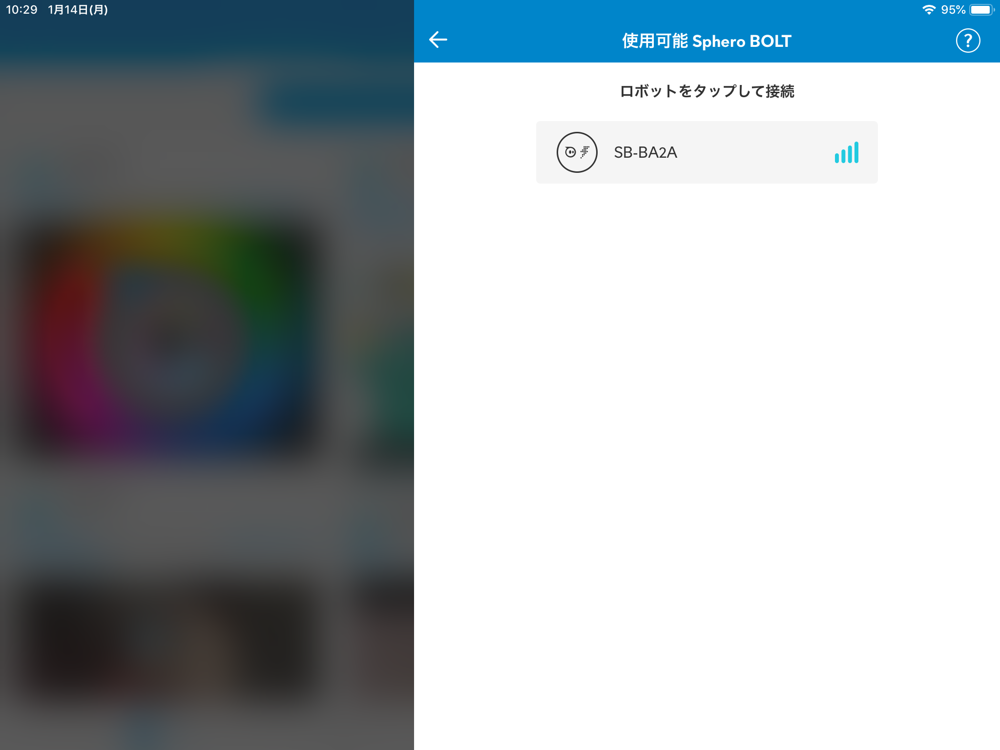 10:29 1月14日(月)
95%
使用可能 Sphero BOLT
?
ロボットをタップして接続
SB-BA2A